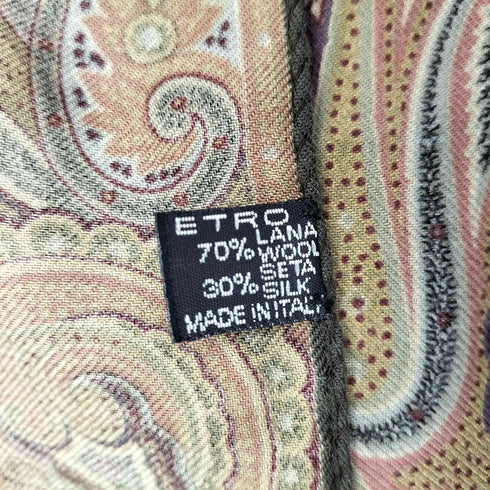 ETRO
70% LANA
WOOL
30% SETA
SILK
MADE IN ITALY